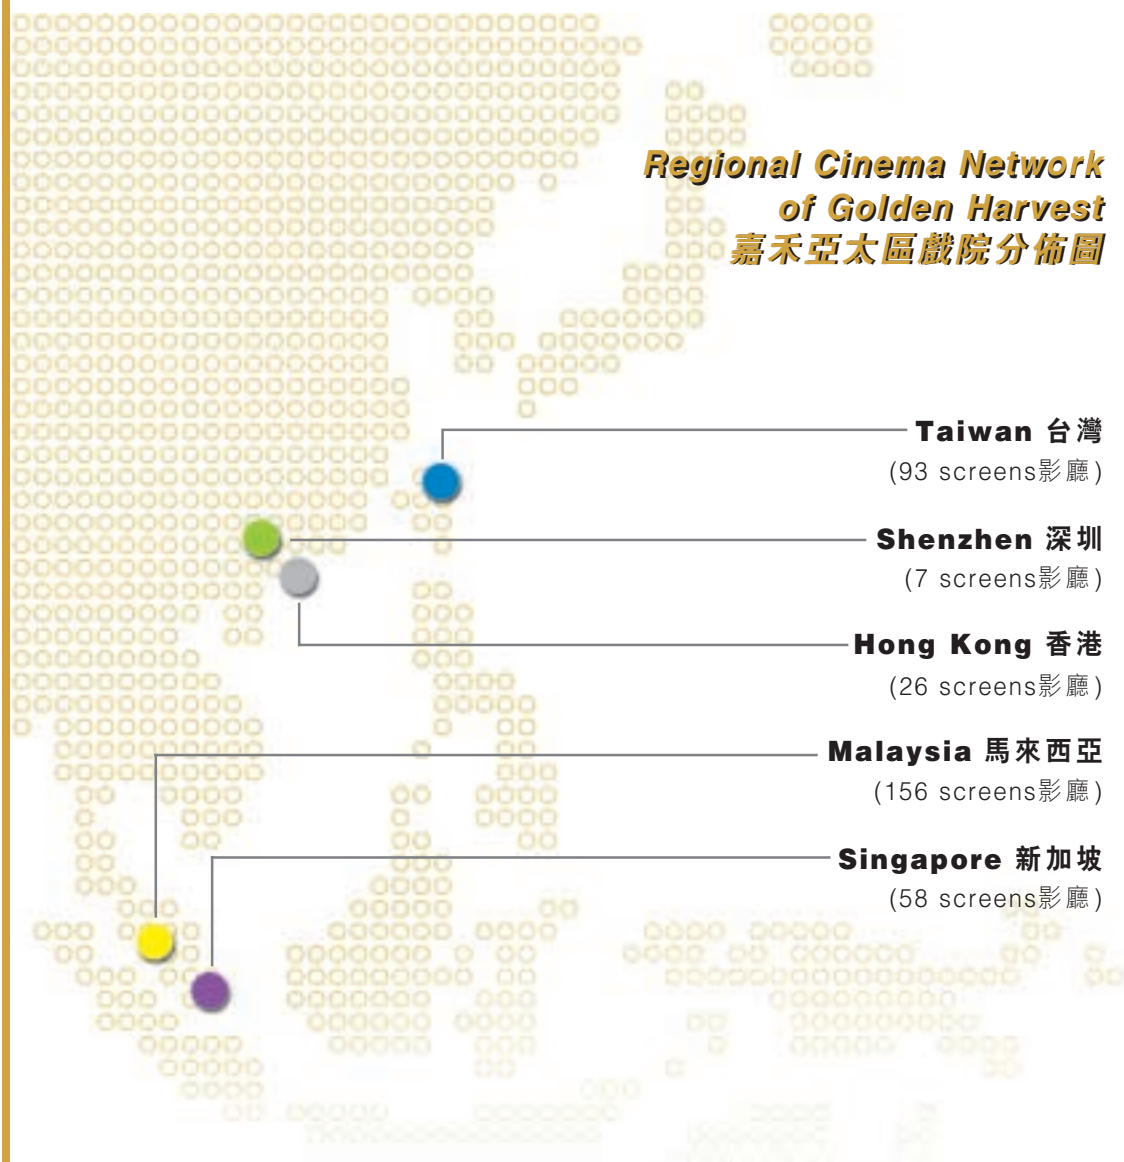 Regional Cinema Network
of Golden Harvest
嘉禾亞太區戲院分佈圖
Taiwan 台灣
(93 screens影廳)
Shenzhen 深圳
(7 screens影廳)
Hong Kong 香港
(26 screens影廳)
Malaysia 馬來西亞
(156 screens影廳)
Singapore 新加坡
(58 screens影廳)